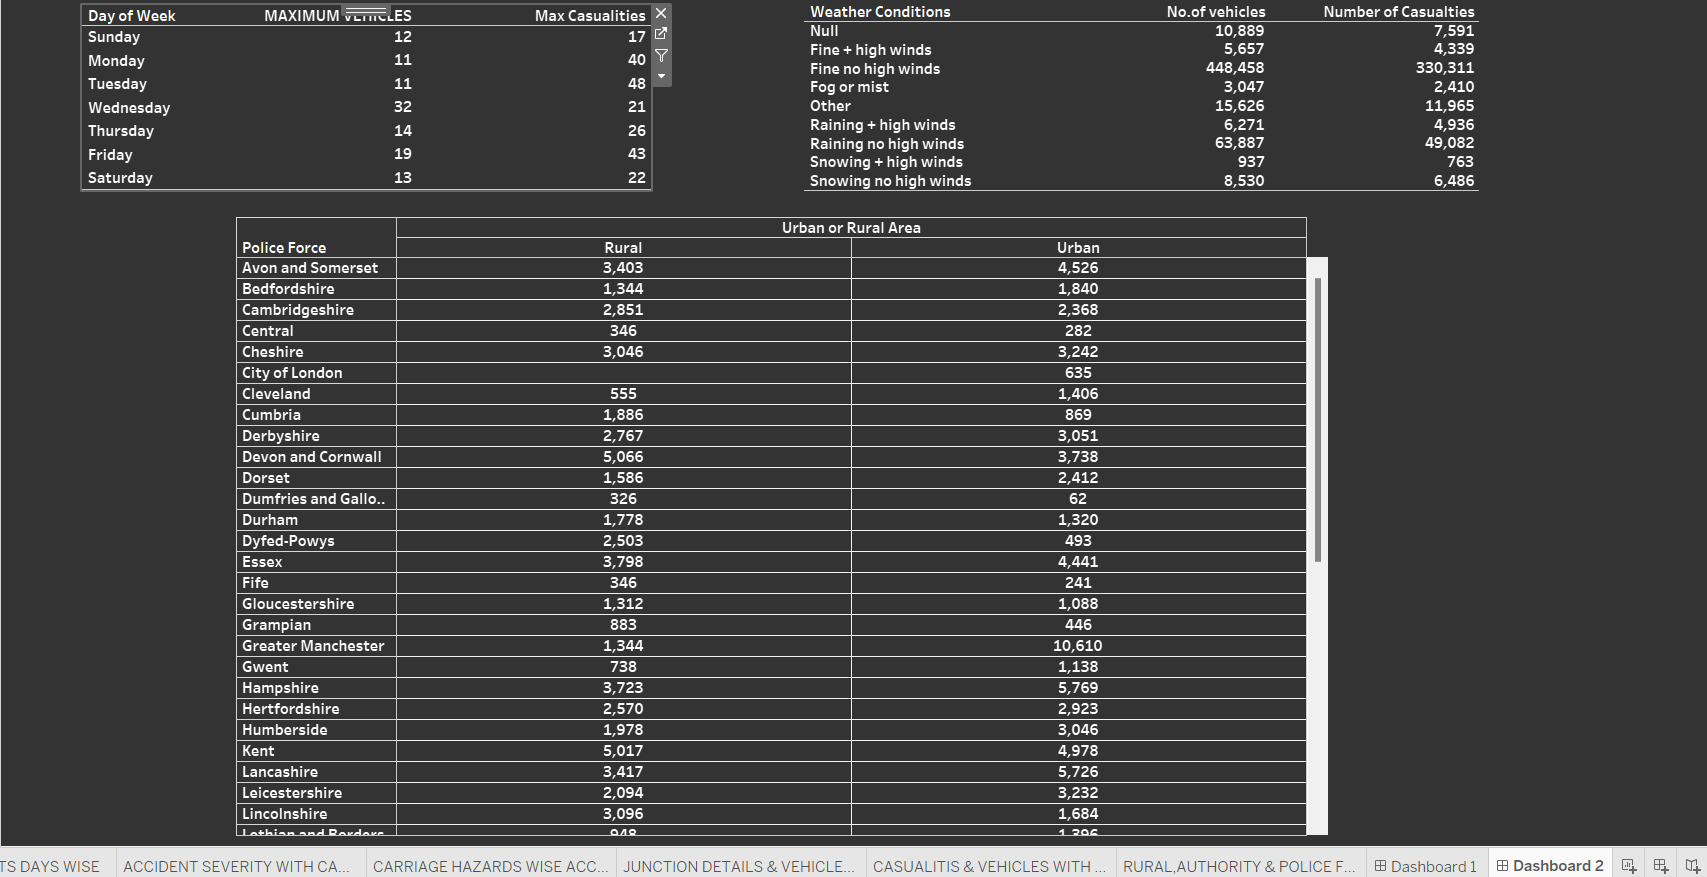 Day of Week MAXIMUM VEHICLES Max Casualities
Sunday 12 17
Monday 11 40
Tuesday 11 48
Wednesday 32 21
Thursday 14 26
Friday 19 43
Saturday 13 22
Weather Conditions No.of vehicles Number of Casualties
Null 10,889 7,591
Fine + high winds 5,657 4,339
Fine no high winds 448,458 330,311
Fog or mist 3,047 2,410
Other 15,626 11,965
Raining + high winds 6,271 4,936
Raining no high winds 63,887 49,082
Snowing + high winds 937 763
Snowing no high winds 8,530 6,486
Urban or Rural Area
Police Force Rural Urban
Avon and Somerset 3,403 4,526
Bedfordshire 1,344 1,840
Cambridgeshire 2,851 2,368
Central 346 282
Cheshire 3,046 3,242
City of London 635
Cleveland 555 1,406
Cumbria 1,886 869
Derbyshire 2,767 3,051
Devon and Cornwall 5,066 3,738
Dorset 1,586 2,412
Dumfries and Gallo.. 326 62
Durham 1,778 1,320
Dyfed-Powys 2,503 493
Essex 3,798 4,441
Fife 346 241
Gloucestershire 1,312 1,088
Grampian 883 446
Greater Manchester 1,344 10,610
Gwent 738 1,138
Hampshire 3,723 5,769
Hertfordshire 2,570 2,923
Humberside 1,978 3,046
Kent 5,017 4,978
Lancashire 3,417 5,726
Leicestershire 2,094 3,232
Lincolnshire 3,096 1,684
Lothian and Borders 948 1,396
TS DAYS WISE ACCIDENT SEVERITY WITH CA... CARRIAGE HAZARDS WISE ACC... JUNCTION DETAILS & VEHICLE... CASUALITIS & VEHICLES WITH ... RURAL,AUTHORITY & POLICE F... Dashboard 1 Dashboard 2